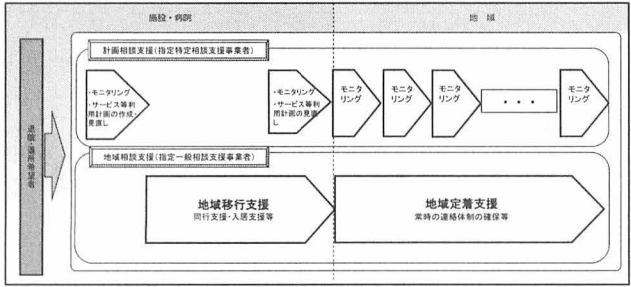 施設・病院
地 域
計画相談支援(指定特定相談支援事業者)
・モニタリング
・サービス等利
用計画の作成・
見直し
・モニタリング
・サービス等利
用計画の見直
し
モニタ
リング
モニタ
リング
モニタ
リング
・・・
モニタ
リング
退院・退所希望者
地域相談支援(指定一般相談支援事業者)
地域移行支援
同行支援・入居支援等
地域定着支援
常時の連絡体制の確保等